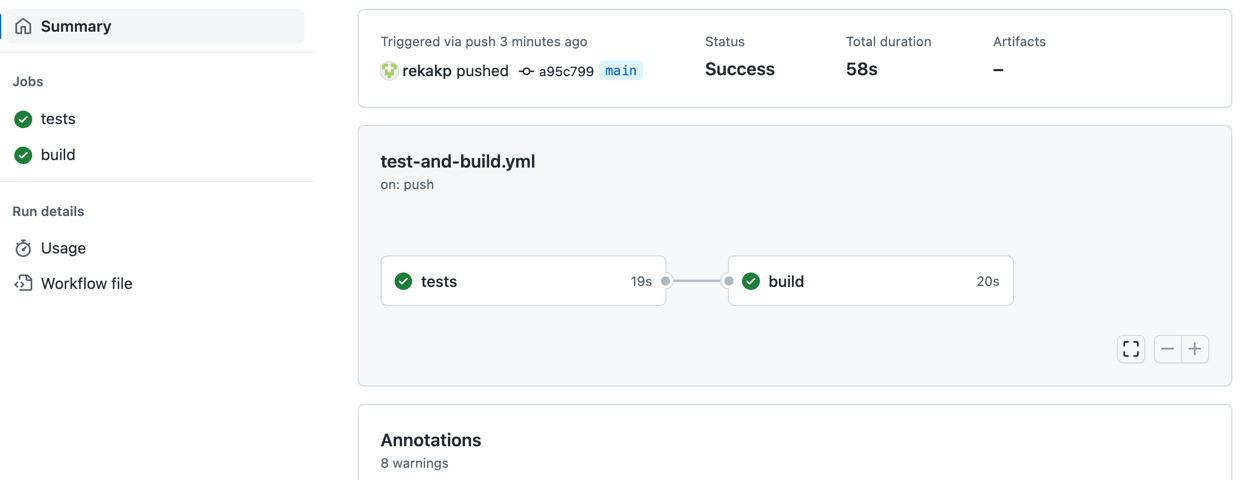 Summary
Jobs
tests
build
Run details
Usage
Workflow file
Triggered via push 3 minutes ago
rekakp pushed a95c799 main
Status
Success
Total duration
58s
Artifacts
–
test-and-build.yml
on: push
tests 19s
build 20s
Annotations
8 warnings